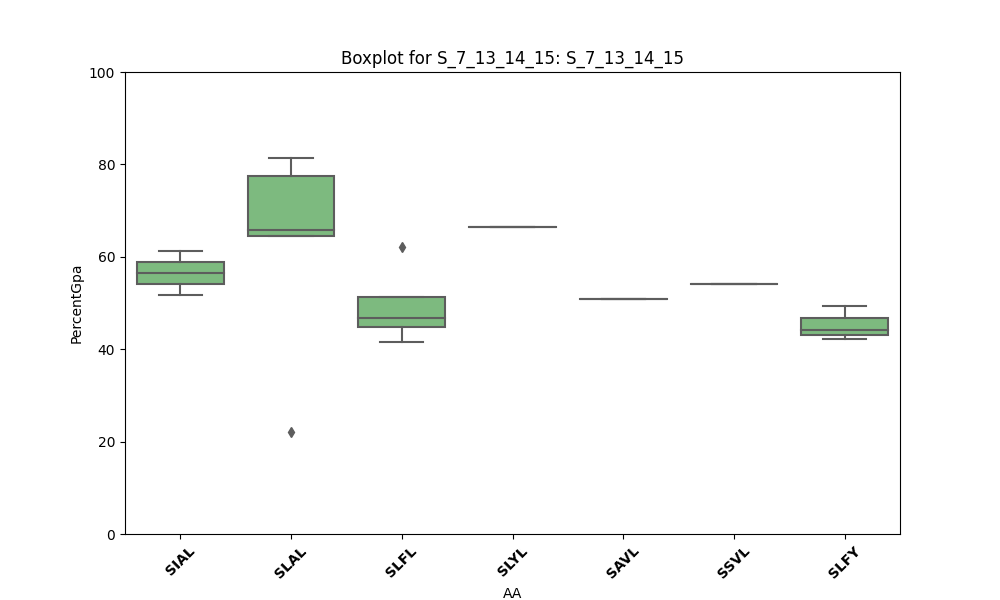 Boxplot for S_7_13_14_15: S_7_13_14_15
100
80
60
40
20
0
PercentGpa
SIAL
SLAL
SLFL
SLYL
SAVL
SSVL
SLFY
AA